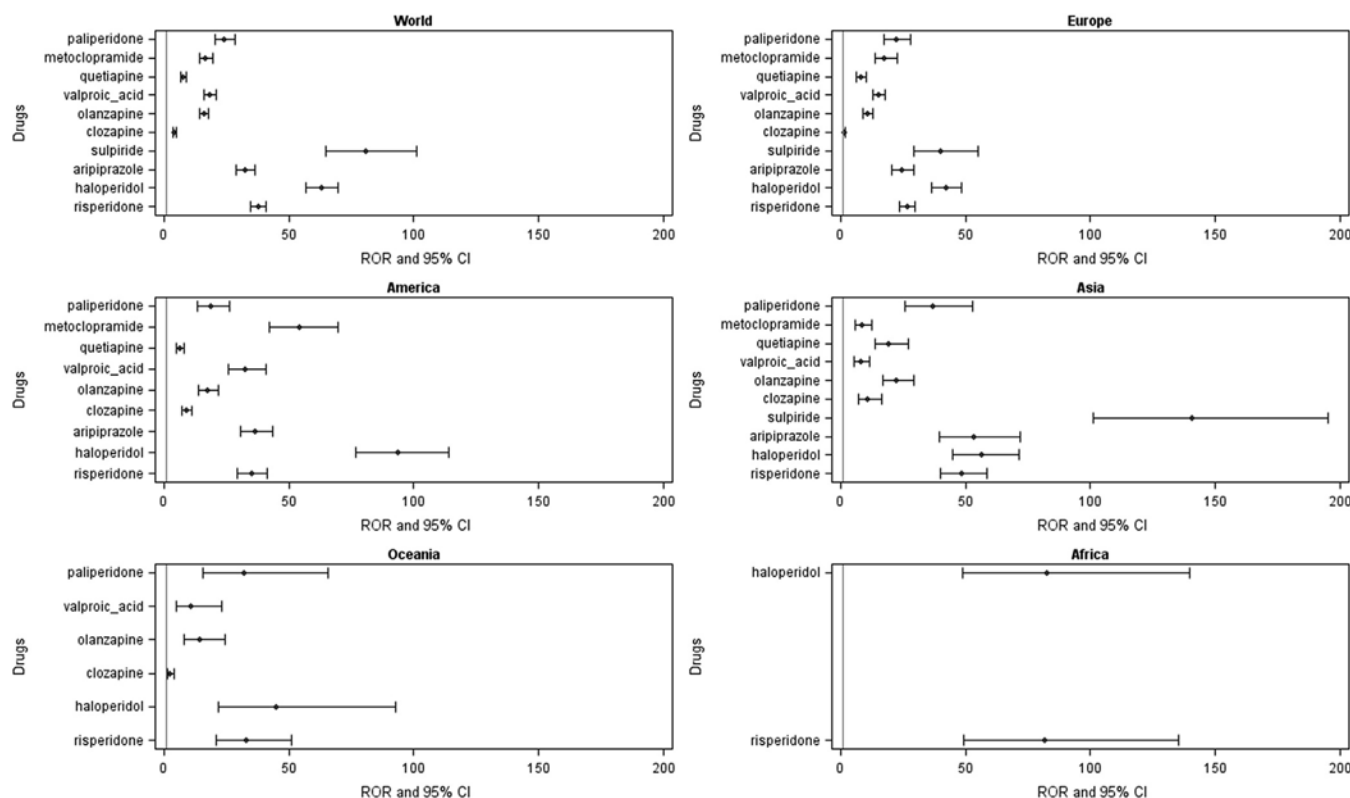 World
Drugs
paliperidone
metoclopramide
quetiapine
valproic_acid
olanzapine
clozapine
sulpiride
aripiprazole
haloperidol
risperidone
0 50 100 150 200
ROR and 95% CI
Europe
Drugs
paliperidone
metoclopramide
quetiapine
valproic_acid
olanzapine
clozapine
sulpiride
aripiprazole
haloperidol
risperidone
0 50 100 150 200
ROR and 95% CI
America
Drugs
paliperidone
metoclopramide
quetiapine
valproic_acid
olanzapine
clozapine
aripiprazole
haloperidol
risperidone
0 50 100 150 200
ROR and 95% CI
Asia
Drugs
paliperidone
metoclopramide
quetiapine
valproic_acid
olanzapine
clozapine
sulpiride
aripiprazole
haloperidol
risperidone
0 50 100 150 200
ROR and 95% CI
Oceania
Drugs
paliperidone
valproic_acid
olanzapine
clozapine
haloperidol
risperidone
0 50 100 150 200
ROR and 95% CI
Africa
Drugs
haloperidol
risperidone
0 50 100 150 200
ROR and 95% CI